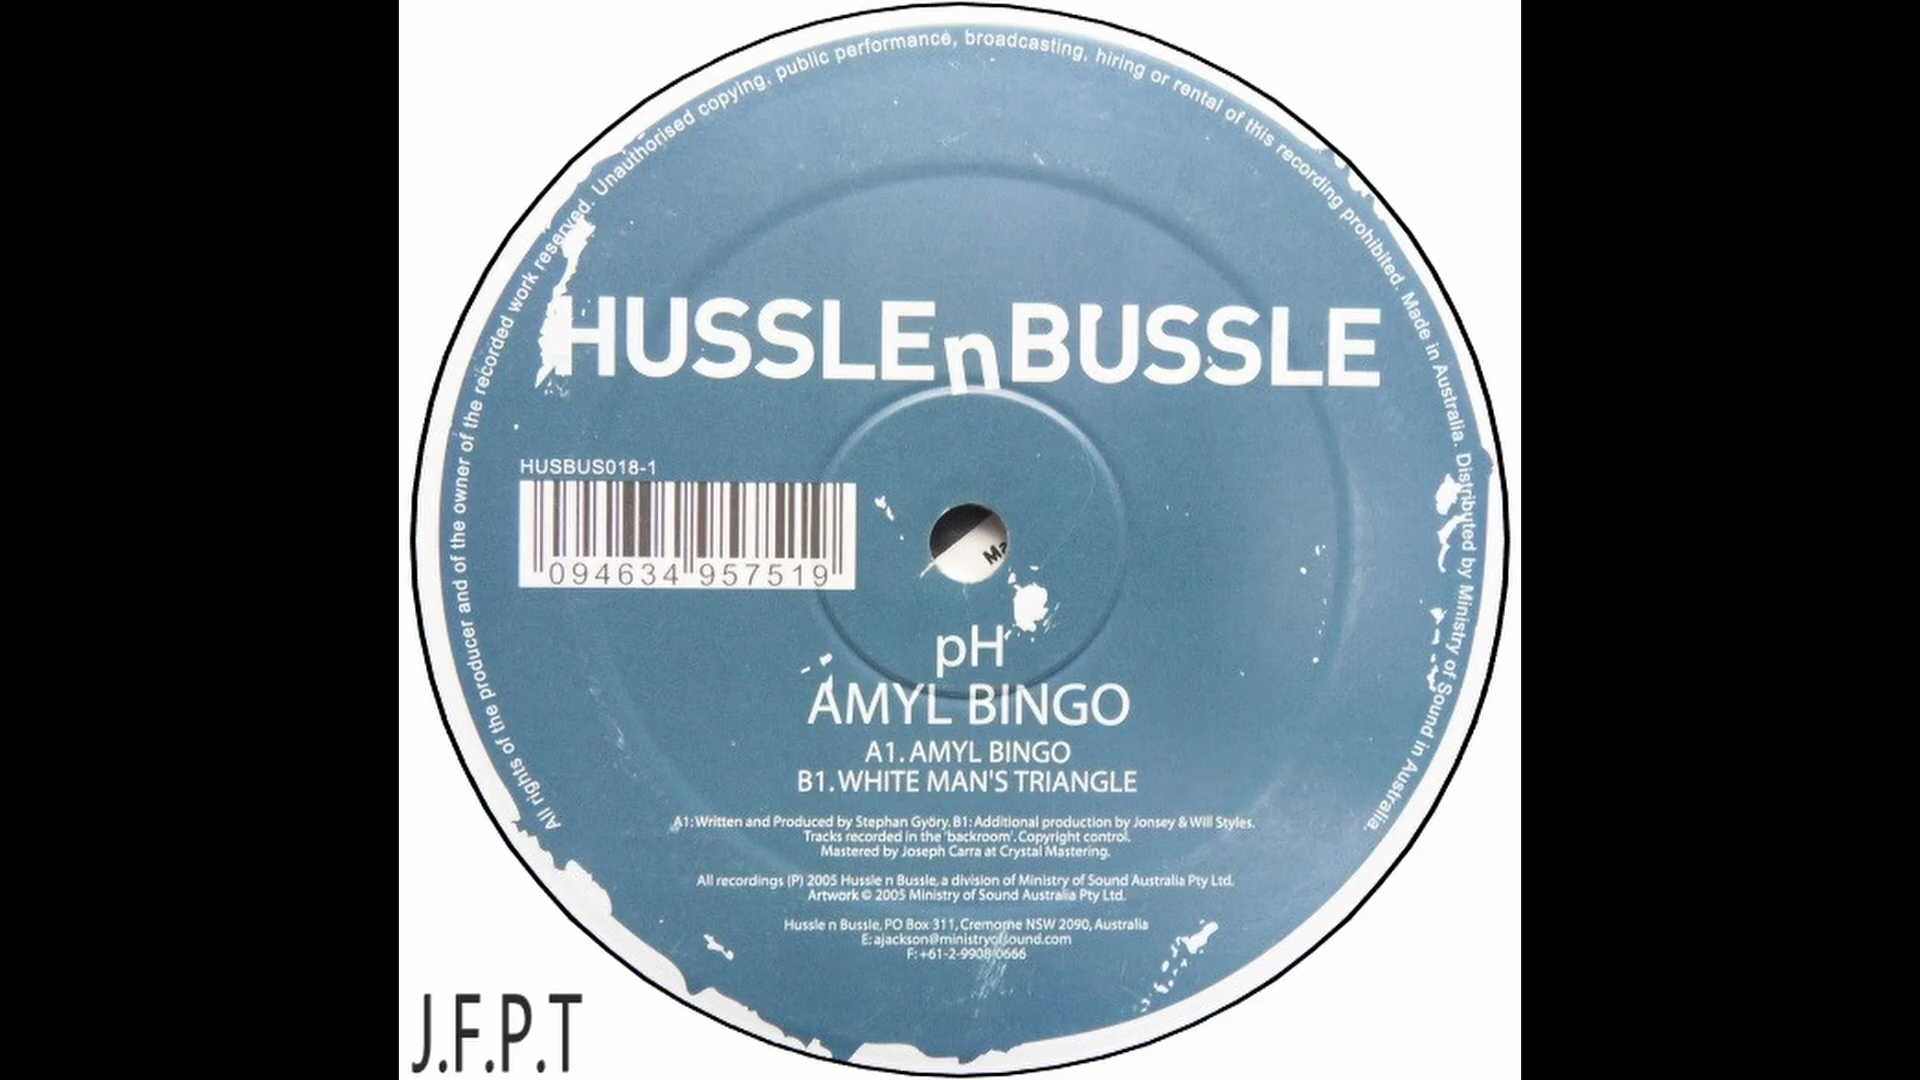 All rights of the producer and of the owner of the recorded work reserved. Unauthorised copying, public performance, broadcasting, hiring or rental of this recording prohibited. Made in Australia. Distributed by Ministry of Sound in Australia.
HUSSLEnBUSSLE
HUSBUS018-1
094634 957519
Ma
pH
AMYL BINGO
A1. AMYL BINGO
B1. WHITE MAN'S TRIANGLE
A1: Written and Produced by Stephan Györy. B1: Additional production by Jonsey & Will Styles.
Tracks recorded in the 'backroom'. Copyright control.
Mastered by Joseph Carra at Crystal Mastering.
All recordings (P) 2005 Hussle n Bussle, a division of Ministry of Sound Australia Pty Ltd.
Artwork © 2005 Ministry of Sound Australia Pty Ltd.
Hussle n Bussle, PO Box 311, Cremorne NSW 2090, Australia
E: ajackson@ministryofsound.com
F: +61-2-9908 0666
J.F.P.T